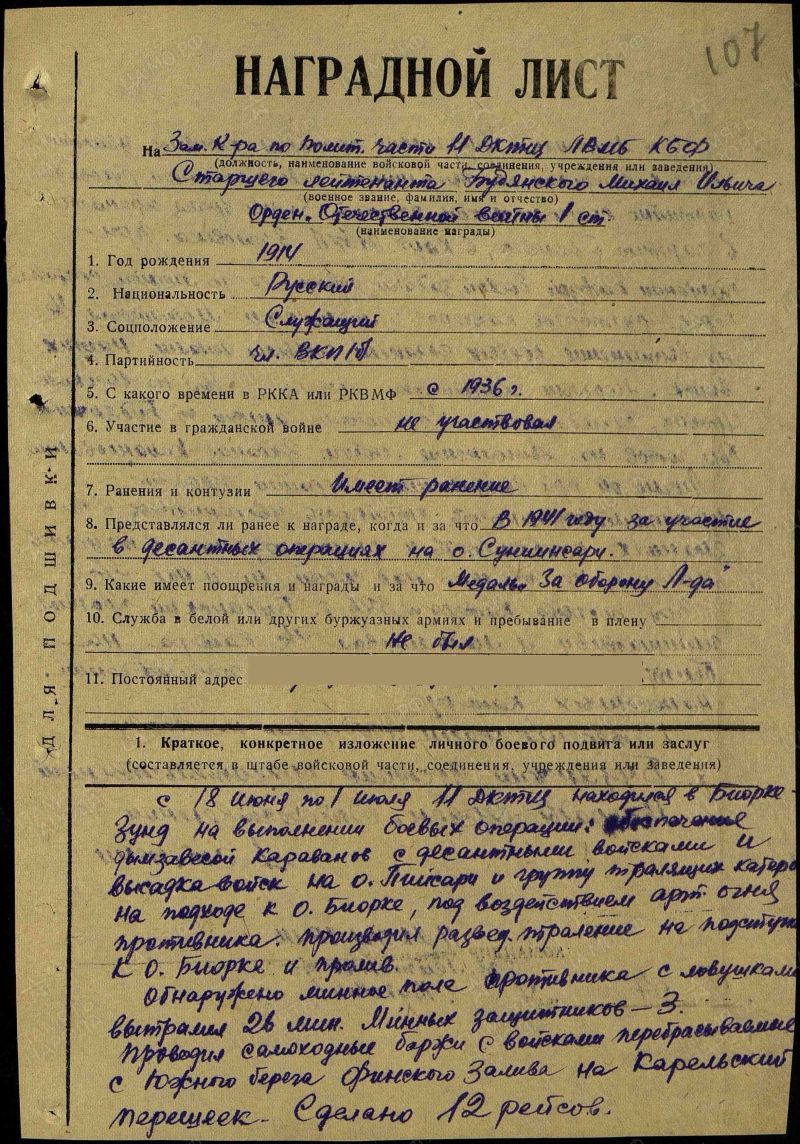 107
НАГРАДНОЙ ЛИСТ
На Зам. К-ра по Полит. части 11 ДКТЩ ЛВМБ КБФ
(должность, наименование войсковой части, соединения, учреждения или заведения)
Старшего лейтенанта Будянского Михаил Ильича
(военное звание, фамилия, имя и отчество)
Орден „Отечественной войны 1 ст.
(наименование награды)
1. Год рождения 1914
2. Национальность Русский
3. Соцположение Служащий
4. Партийность чл. ВКП/б
5. С какого времени в РККА или РКВМФ с 1936 г.
6. Участие в гражданской войне не участвовал
7. Ранения и контузии Имеет ранение
8. Представлялся ли ранее к награде, когда и за что В 1941 году за участие
в десантных операциях на о. Сунимнсари.
9. Какие имеет поощрения и награды и за что Медаль „За оборону Л-да"
10. Служба в белой или других буржуазных армиях и пребывание в плену
не был
11. Постоянный адрес
ДЛЯ ПОДШИВКИ
1. Краткое, конкретное изложение личного боевого подвига или заслуг
(составляется в штабе войсковой части, соединения, учреждения или заведения)
с 18 июня по 1 июля 11 ДКТЩ находился в Биорке-
Зунд на выполнении боевых операции: обеспечение
дымзавесой караванов с десантными войсками и
высадка войск на о. Пийсари и группу тралящих катеро
на подходе к о. Биорке, под воздействием арт. огня
противника. производил развед. траление на подступа
к о. Биорке и пролив.
Обнаружено минное поле противника с ловушками
вытралил 26 мин. Минных защитников - 3.
Проводил самоходные баржи с войсками перебрасываемые
с Южного берега Финского Залива на Карельский
перешеек. Сделано 12 рейсов.